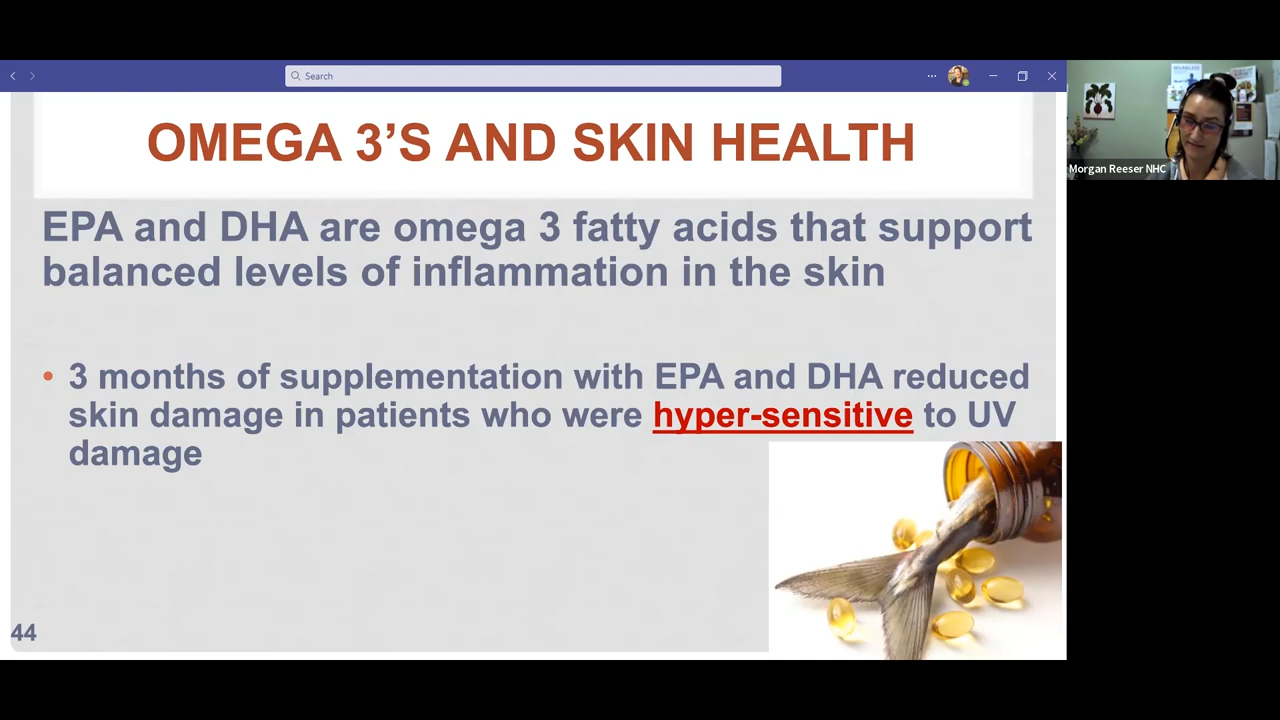 Search
OMEGA 3’S AND SKIN HEALTH
EPA and DHA are omega 3 fatty acids that support
balanced levels of inflammation in the skin
• 3 months of supplementation with EPA and DHA reduced
skin damage in patients who were hyper-sensitive to UV
damage
44
Morgan Reeser NHC